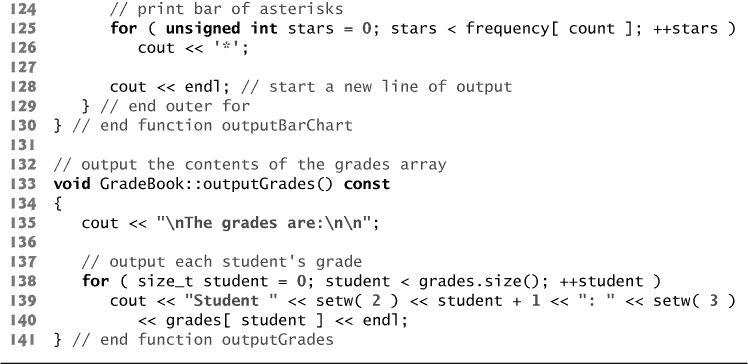 124 // print bar of asterisks
125 for ( unsigned int stars = 0; stars < frequency[ count ]; ++stars )
126 cout << '*';
127
128 cout << endl; // start a new line of output
129 } // end outer for
130 } // end function outputBarChart
131
132 // output the contents of the grades array
133 void GradeBook::outputGrades() const
134 {
135 cout << "\nThe grades are:\n\n";
136
137 // output each student's grade
138 for ( size_t student = 0; student < grades.size(); ++student )
139 cout << "Student " << setw( 2 ) << student + 1 << ": " << setw( 3 )
140 << grades[ student ] << endl;
141 } // end function outputGrades